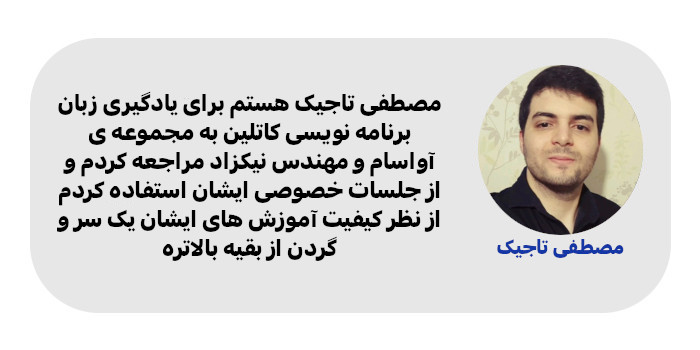 مصطفی تاجیک هستم برای یادگیری زبان
برنامه نویسی کاتلین به مجموعه ی
آواسام و مهندس نیکزاد مراجعه کردم و
از جلسات خصوصی ایشان استفاده کردم
از نظر کیفیت آموزش های ایشان یک سر و
گردن از بقیه بالاتره
مصطفی تاجیک